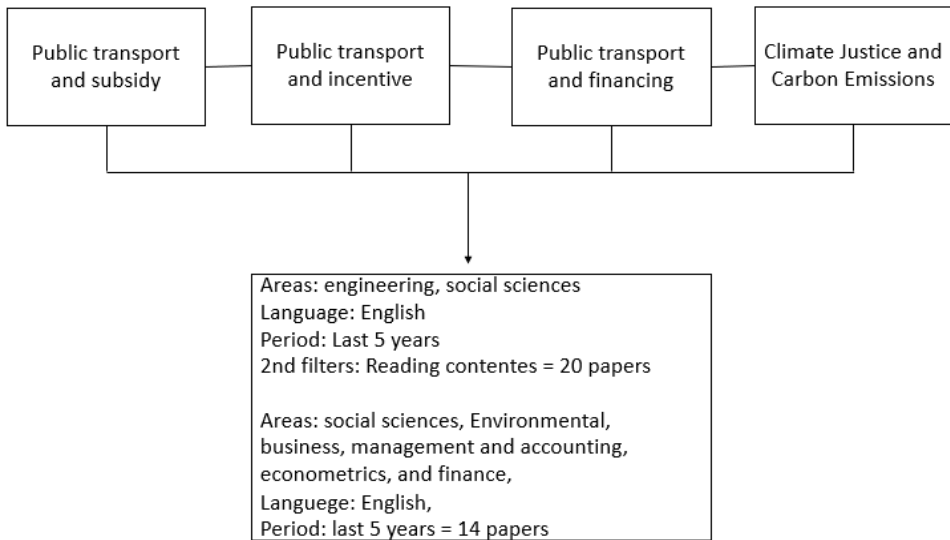 Public transport
and subsidy
Public transport
and incentive
Public transport
and financing
Climate Justice and
Carbon Emissions
Areas: engineering, social sciences
Language: English
Period: Last 5 years
2nd filters: Reading contentes = 20 papers
Areas: social sciences, Environmental,
business, management and accounting,
econometrics, and finance,
Languege: English,
Period: last 5 years = 14 papers